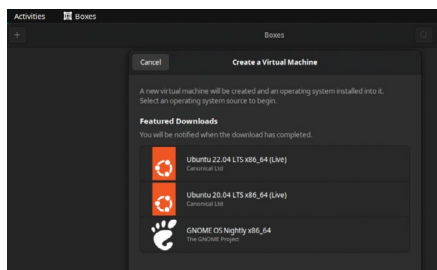 Activities Boxes
+ Boxes
Cancel Create a Virtual Machine
A new virtual machine will be created and an operating system installed into it.
Select an operating system source to begin.
Featured Downloads
You will be notified when the download has completed.
Ubuntu 22.04 LTS x86_64 (Live)
Canonical Ltd
Ubuntu 20.04 LTS x86_64 (Live)
Canonical Ltd
GNOME OS Nightly x86_64
The GNOME Project